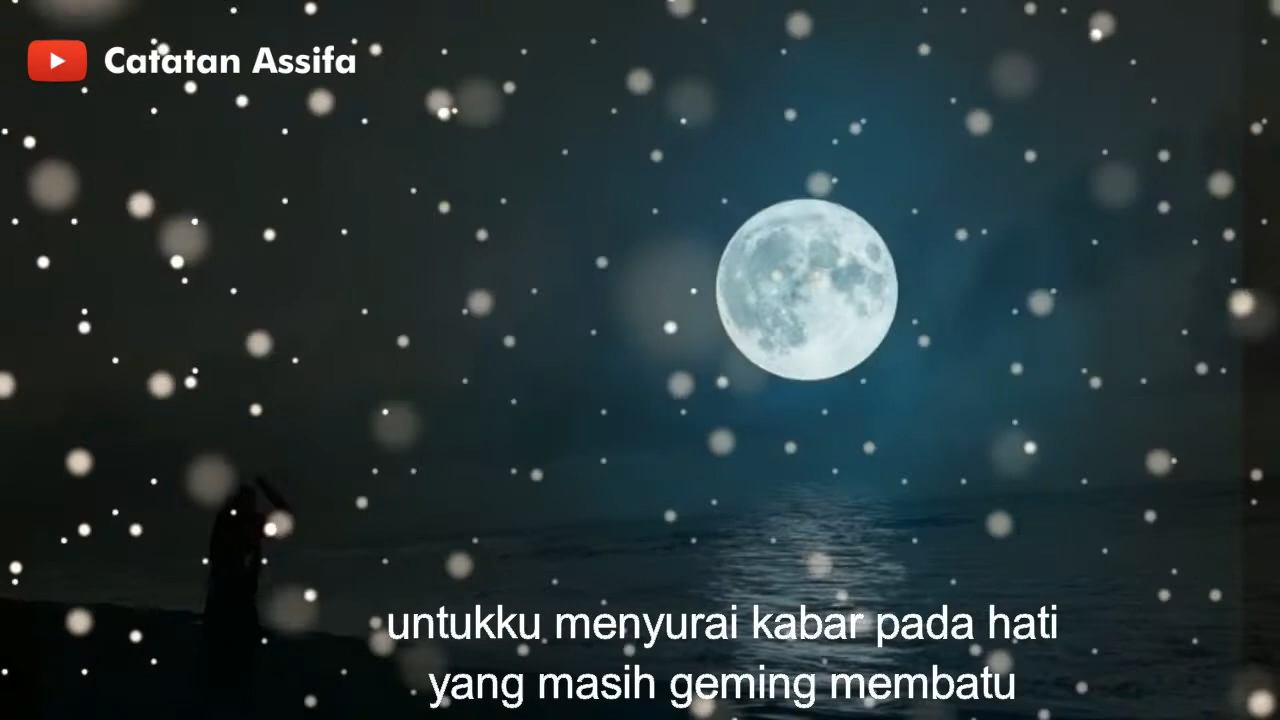 Catatan Assifa
untukku menyurai kabar pada hati
yang masih geming membatu